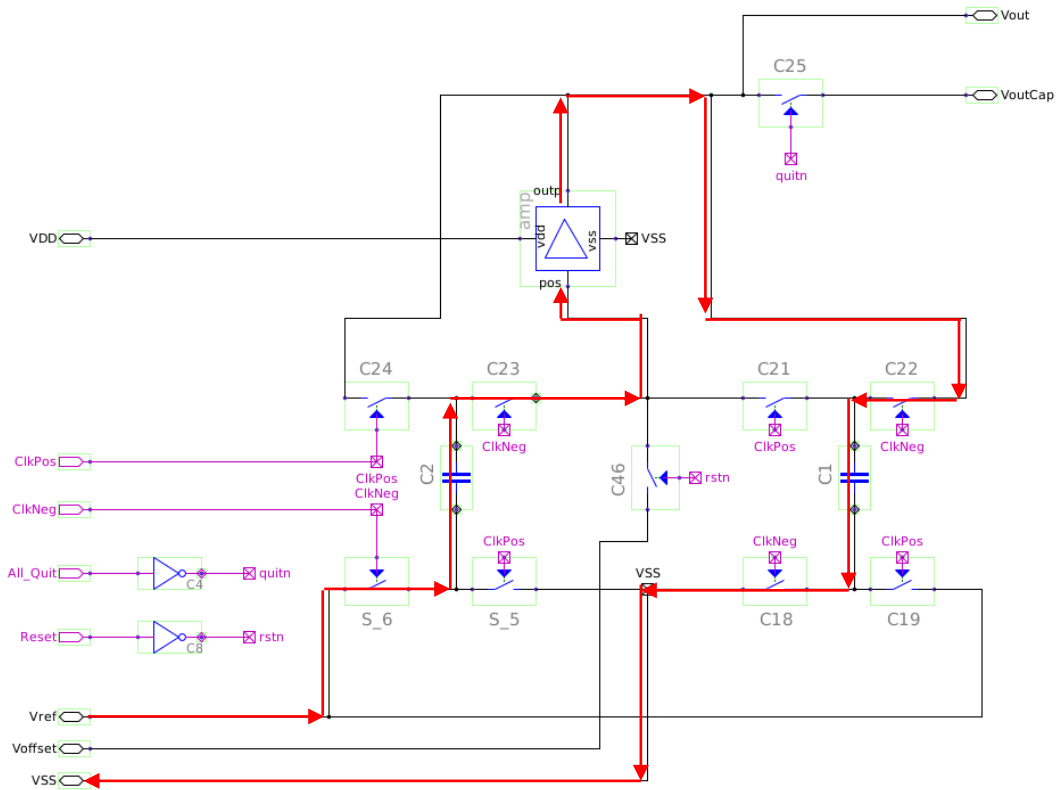 Vout
C25
VoutCap
quitn
outp
amp
vdd
vss
VDD
VSS
pos
C24
C23
C21
C22
ClkNeg
ClkPos
ClkNeg
ClkPos
ClkPos
ClkNeg
C2
C46
rstn
C1
ClkNeg
ClkPos
ClkNeg
ClkPos
All_Quit
C4
quitn
VSS
S_6
S_5
C18
C19
Reset
C8
rstn
Vref
Voffset
VSS